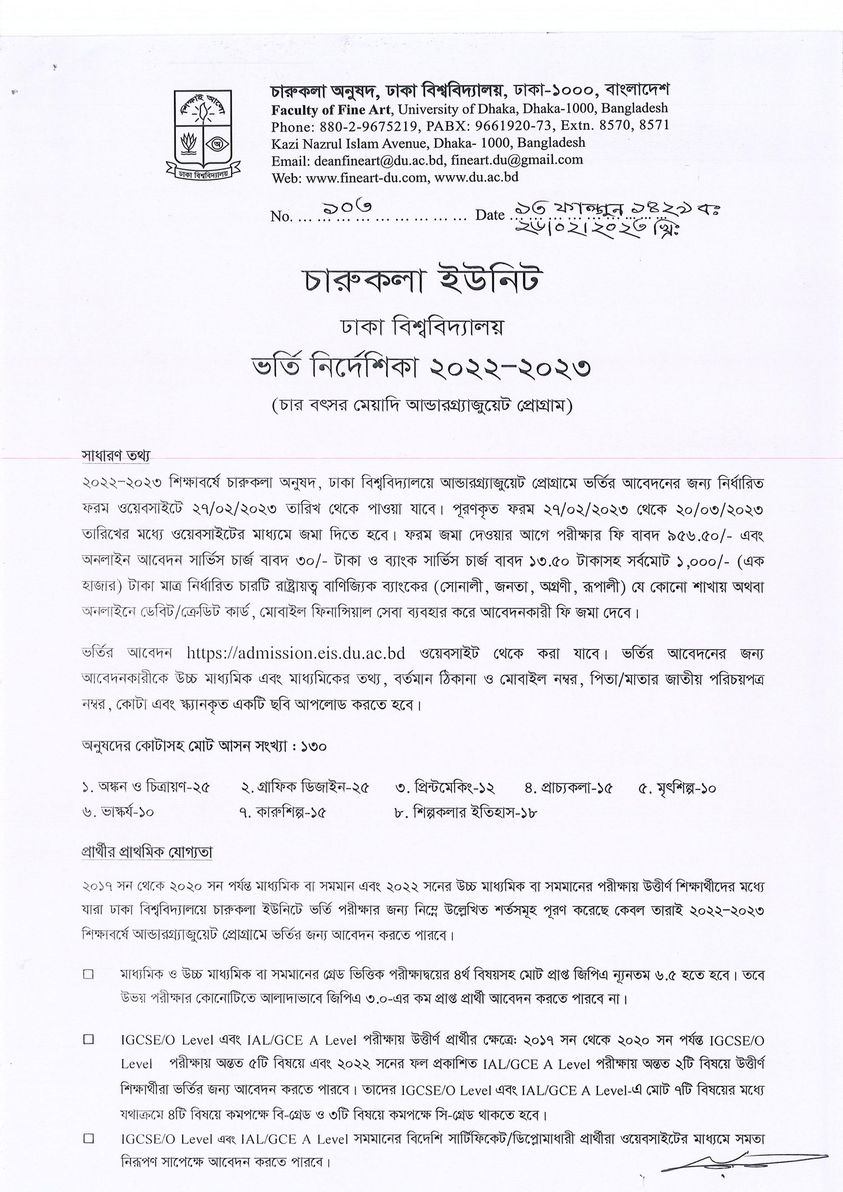 চারুকলা অনুষদ, ঢাকা বিশ্ববিদ্যালয়, ঢাকা-১০০০, বাংলাদেশ
Faculty of Fine Art, University of Dhaka, Dhaka-1000, Bangladesh
Phone: 880-2-9675219, PABX: 9661920-73, Extn. 8570, 8571
Kazi Nazrul Islam Avenue, Dhaka- 1000, Bangladesh
Email: deanfineart@du.ac.bd, fineart.du@gmail.com
Web: www.fineart-du.com, www.du.ac.bd
শিক্ষাই আলো
ঢাকা বিশ্ববিদ্যালয়
No. ... ১০৩ ... Date ... ১৩ ফাল্গুন ১৪২৯ বঃ
২৬/০২/২০২৩ খ্রিঃ
চারুকলা ইউনিট
ঢাকা বিশ্ববিদ্যালয়
ভর্তি নির্দেশিকা ২০২২–২০২৩
(চার বৎসর মেয়াদি আন্ডারগ্র্যাজুয়েট প্রোগ্রাম)
সাধারণ তথ্য
২০২২–২০২৩ শিক্ষাবর্ষে চারুকলা অনুষদ, ঢাকা বিশ্ববিদ্যালয়ে আন্ডারগ্র্যাজুয়েট প্রোগ্রামে ভর্তির আবেদনের জন্য নির্ধারিত
ফরম ওয়েবসাইটে ২৭/০২/২০২৩ তারিখ থেকে পাওয়া যাবে। পূরণকৃত ফরম ২৭/০২/২০২৩ থেকে ২০/০৩/২০২৩
তারিখের মধ্যে ওয়েবসাইটের মাধ্যমে জমা দিতে হবে। ফরম জমা দেওয়ার আগে পরীক্ষার ফি বাবদ ৯৫৬.৫০/- এবং
অনলাইন আবেদন সার্ভিস চার্জ বাবদ ৩০/- টাকা ও ব্যাংক সার্ভিস চার্জ বাবদ ১৩.৫০ টাকাসহ সর্বমোট ১,০০০/- (এক
হাজার) টাকা মাত্র নির্ধারিত চারটি রাষ্ট্রায়ত্ব বাণিজ্যিক ব্যাংকের (সোনালী, জনতা, অগ্রণী, রূপালী) যে কোনো শাখায় অথবা
অনলাইনে ডেবিট/ক্রেডিট কার্ড, মোবাইল ফিনান্সিয়াল সেবা ব্যবহার করে আবেদনকারী ফি জমা দেবে।
ভর্তির আবেদন https://admission.eis.du.ac.bd ওয়েবসাইট থেকে করা যাবে। ভর্তির আবেদনের জন্য
আবেদনকারীকে উচ্চ মাধ্যমিক এবং মাধ্যমিকের তথ্য, বর্তমান ঠিকানা ও মোবাইল নম্বর, পিতা/মাতার জাতীয় পরিচয়পত্র
নম্বর, কোটা এবং স্ক্যানকৃত একটি ছবি আপলোড করতে হবে।
অনুষদের কোটাসহ মোট আসন সংখ্যা : ১৩০
১. অঙ্কন ও চিত্রায়ণ-২৫ ২. গ্রাফিক ডিজাইন-২৫ ৩. প্রিন্টমেকিং-১২ ৪. প্রাচ্যকলা-১৫ ৫. মৃৎশিল্প-১০
৬. ভাস্কর্য-১০ ৭. কারুশিল্প-১৫ ৮. শিল্পকলার ইতিহাস-১৮
প্রার্থীর প্রাথমিক যোগ্যতা
২০১৭ সন থেকে ২০২০ সন পর্যন্ত মাধ্যমিক বা সমমান এবং ২০২২ সনের উচ্চ মাধ্যমিক বা সমমানের পরীক্ষায় উত্তীর্ণ শিক্ষার্থীদের মধ্যে
যারা ঢাকা বিশ্ববিদ্যালয়ে চারুকলা ইউনিটে ভর্তি পরীক্ষার জন্য নিম্নে উল্লেখিত শর্তসমূহ পূরণ করেছে কেবল তারাই ২০২২–২০২৩
শিক্ষাবর্ষে আন্ডারগ্র্যাজুয়েট প্রোগ্রামে ভর্তির জন্য আবেদন করতে পারবে।
□ মাধ্যমিক ও উচ্চ মাধ্যমিক বা সমমানের গ্রেড ভিত্তিক পরীক্ষাদ্বয়ের ৪র্থ বিষয়সহ মোট প্রাপ্ত জিপিএ ন্যূনতম ৬.৫ হতে হবে। তবে
উভয় পরীক্ষার কোনোটিতে আলাদাভাবে জিপিএ ৩.০-এর কম প্রাপ্ত প্রার্থী আবেদন করতে পারবে না।
□ IGCSE/O Level এবং IAL/GCE A Level পরীক্ষায় উত্তীর্ণ প্রার্থীর ক্ষেত্রে: ২০১৭ সন থেকে ২০২০ সন পর্যন্ত IGCSE/O
Level পরীক্ষায় অন্তত ৫টি বিষয়ে এবং ২০২২ সনের ফল প্রকাশিত IAL/GCE A Level পরীক্ষায় অন্তত ২টি বিষয়ে উত্তীর্ণ
শিক্ষার্থীরা ভর্তির জন্য আবেদন করতে পারবে। তাদের IGCSE/O Level এবং IAL/GCE A Level-এ মোট ৭টি বিষয়ের মধ্যে
যথাক্রমে ৪টি বিষয়ে কমপক্ষে বি-গ্রেড ও ৩টি বিষয়ে কমপক্ষে সি-গ্রেড থাকতে হবে।
□ IGCSE/O Level এবং IAL/GCE A Level সমমানের বিদেশি সার্টিফিকেট/ডিপ্লোমাধারী প্রার্থীরা ওয়েবসাইটের মাধ্যমে সমতা
নিরূপণ সাপেক্ষে আবেদন করতে পারবে।